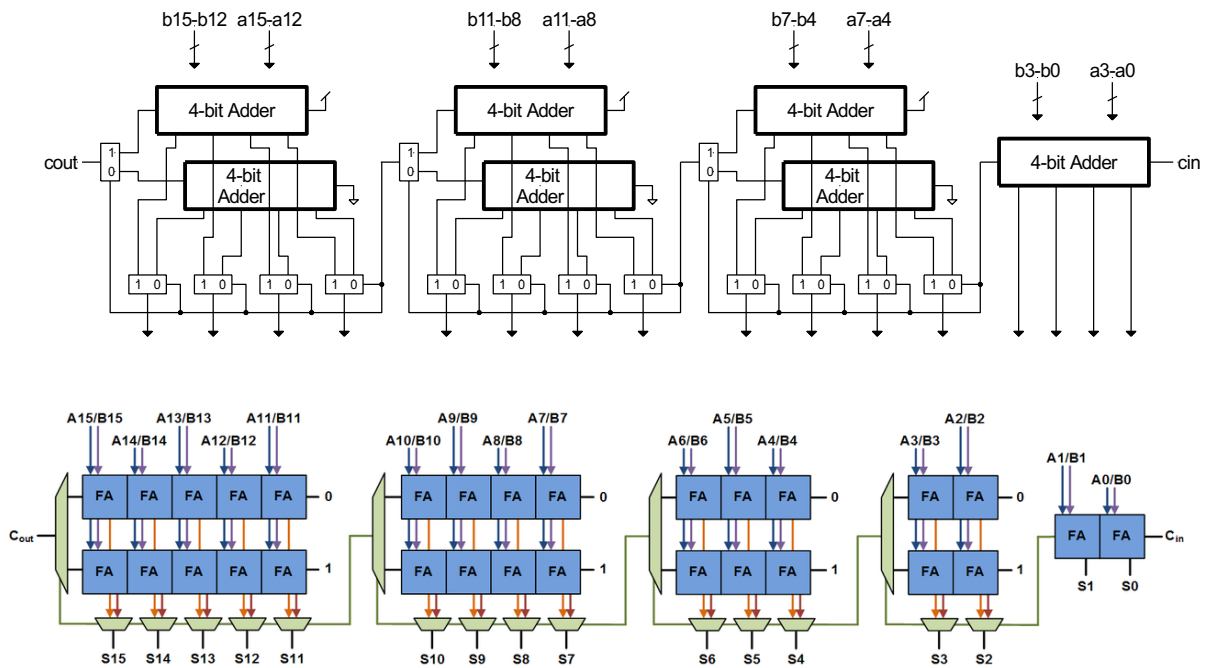 b15-b12 a15-a12 b11-b8 a11-a8 b7-b4 a7-a4
b3-b0 a3-a0
4-bit Adder 4-bit Adder 4-bit Adder
cout 1 1 1 4-bit Adder cin
0 4-bit 0 4-bit 0 4-bit
Adder Adder Adder
1 0 1 0 1 0 1 0 1 0 1 0 1 0 1 0 1 0 1 0 1 0 1 0
A15/B15 A13/B13 A11/B11 A9/B9 A7/B7 A5/B5 A2/B2
A14/B14 A12/B12 A10/B10 A8/B8 A6/B6 A4/B4 A3/B3
A1/B1
A0/B0
FA FA FA FA FA 0 FA FA FA FA 0 FA FA FA 0 FA FA 0
Cout FA FA Cin
FA FA FA FA FA 1 FA FA FA FA 1 FA FA FA 1 FA FA 1
S1 S0
S15 S14 S13 S12 S11 S10 S9 S8 S7 S6 S5 S4 S3 S2